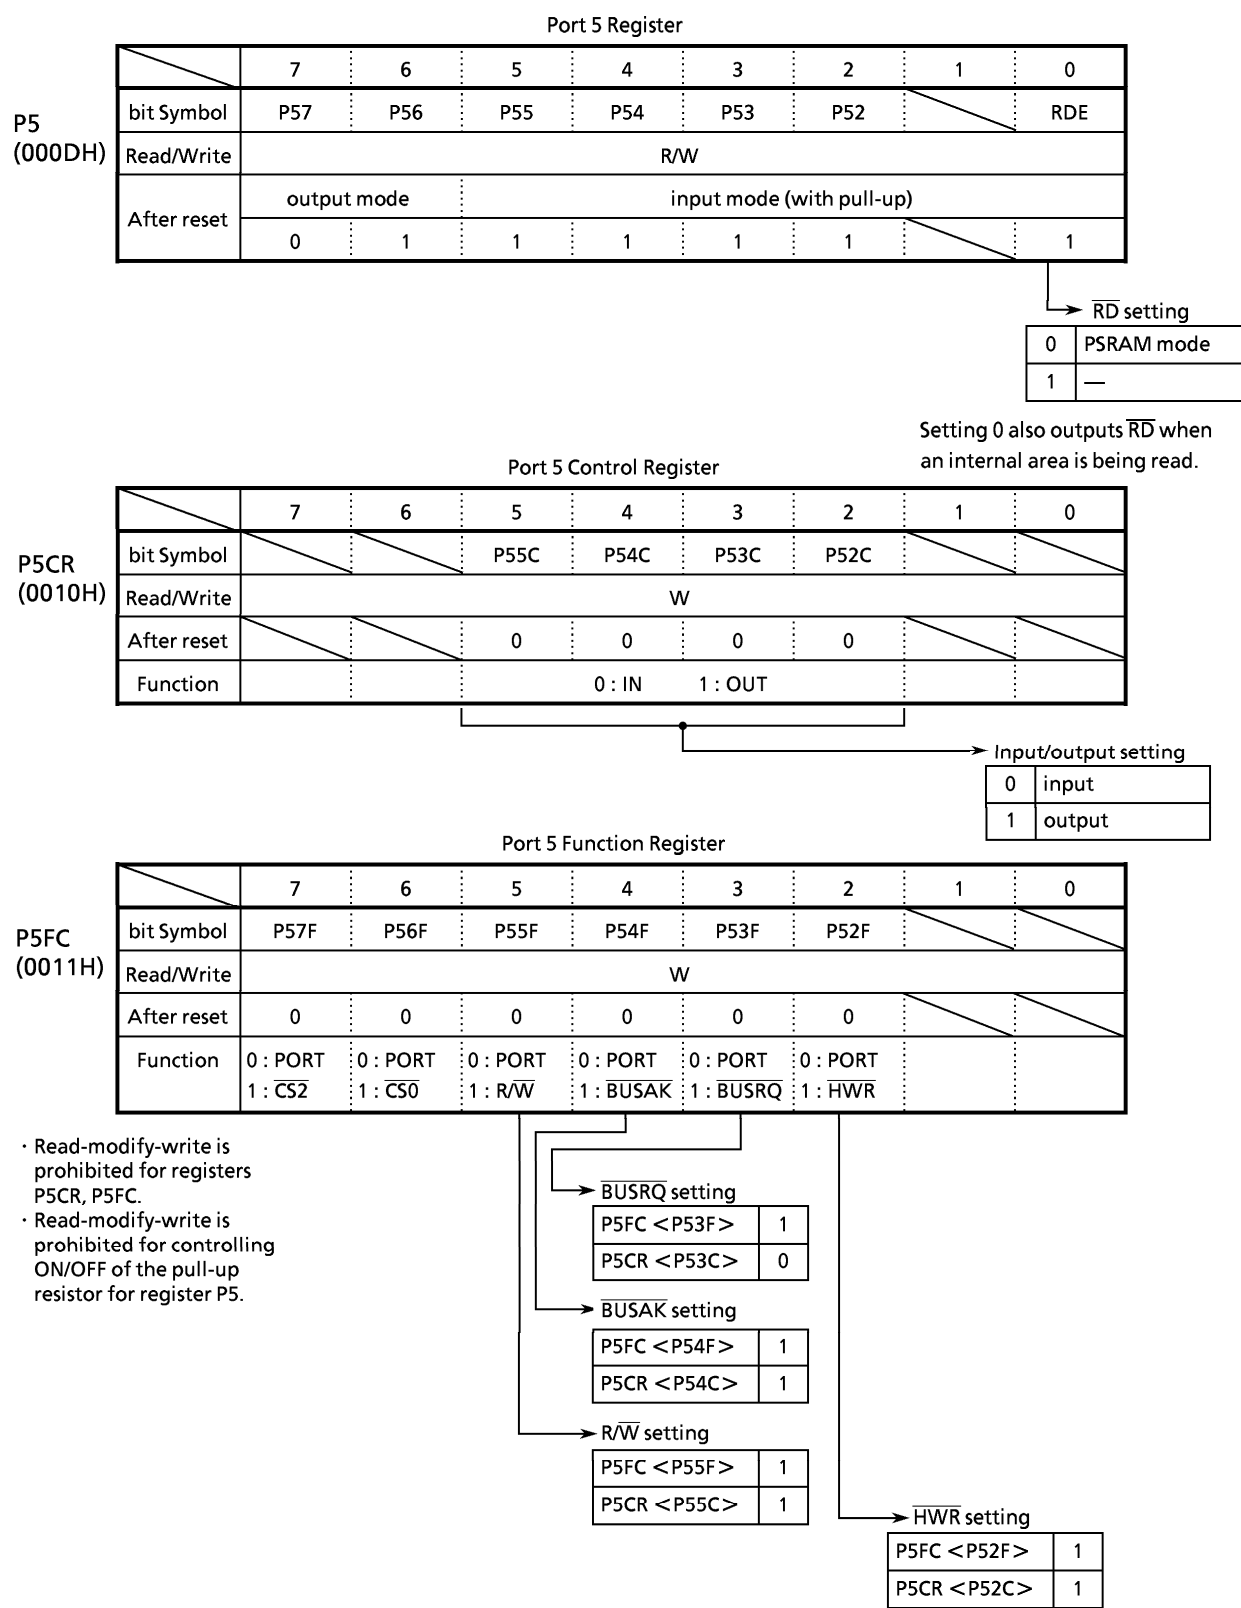 Port 5 Register
7 6 5 4 3 2 1 0
P5
(000DH)
bit Symbol P57 P56 P55 P54 P53 P52 RDE
Read/Write R/W
After reset
output mode input mode (with pull-up)
0 1 1 1 1 1 1
R̅D̅ setting
0 PSRAM mode
1 —
Setting 0 also outputs R̅D̅ when
an internal area is being read.
Port 5 Control Register
7 6 5 4 3 2 1 0
P5CR
(0010H)
bit Symbol P55C P54C P53C P52C
Read/Write W
After reset 0 0 0 0
Function 0 : IN 1 : OUT
Input/output setting
0 input
1 output
Port 5 Function Register
7 6 5 4 3 2 1 0
P5FC
(0011H)
bit Symbol P57F P56F P55F P54F P53F P52F
Read/Write W
After reset 0 0 0 0 0 0
Function 0 : PORT 0 : PORT 0 : PORT 0 : PORT 0 : PORT 0 : PORT
1 : C̅S̅2̅ 1 : C̅S̅0̅ 1 : R/W̅ 1 : B̅U̅S̅A̅K̅ 1 : B̅U̅S̅R̅Q̅ 1 : H̅W̅R̅
· Read-modify-write is
prohibited for registers
P5CR, P5FC.
· Read-modify-write is
prohibited for controlling
ON/OFF of the pull-up
resistor for register P5.
B̅U̅S̅R̅Q̅ setting
P5FC <P53F> 1
P5CR <P53C> 0
B̅U̅S̅A̅K̅ setting
P5FC <P54F> 1
P5CR <P54C> 1
R/W̅ setting
P5FC <P55F> 1
P5CR <P55C> 1
H̅W̅R̅ setting
P5FC <P52F> 1
P5CR <P52C> 1